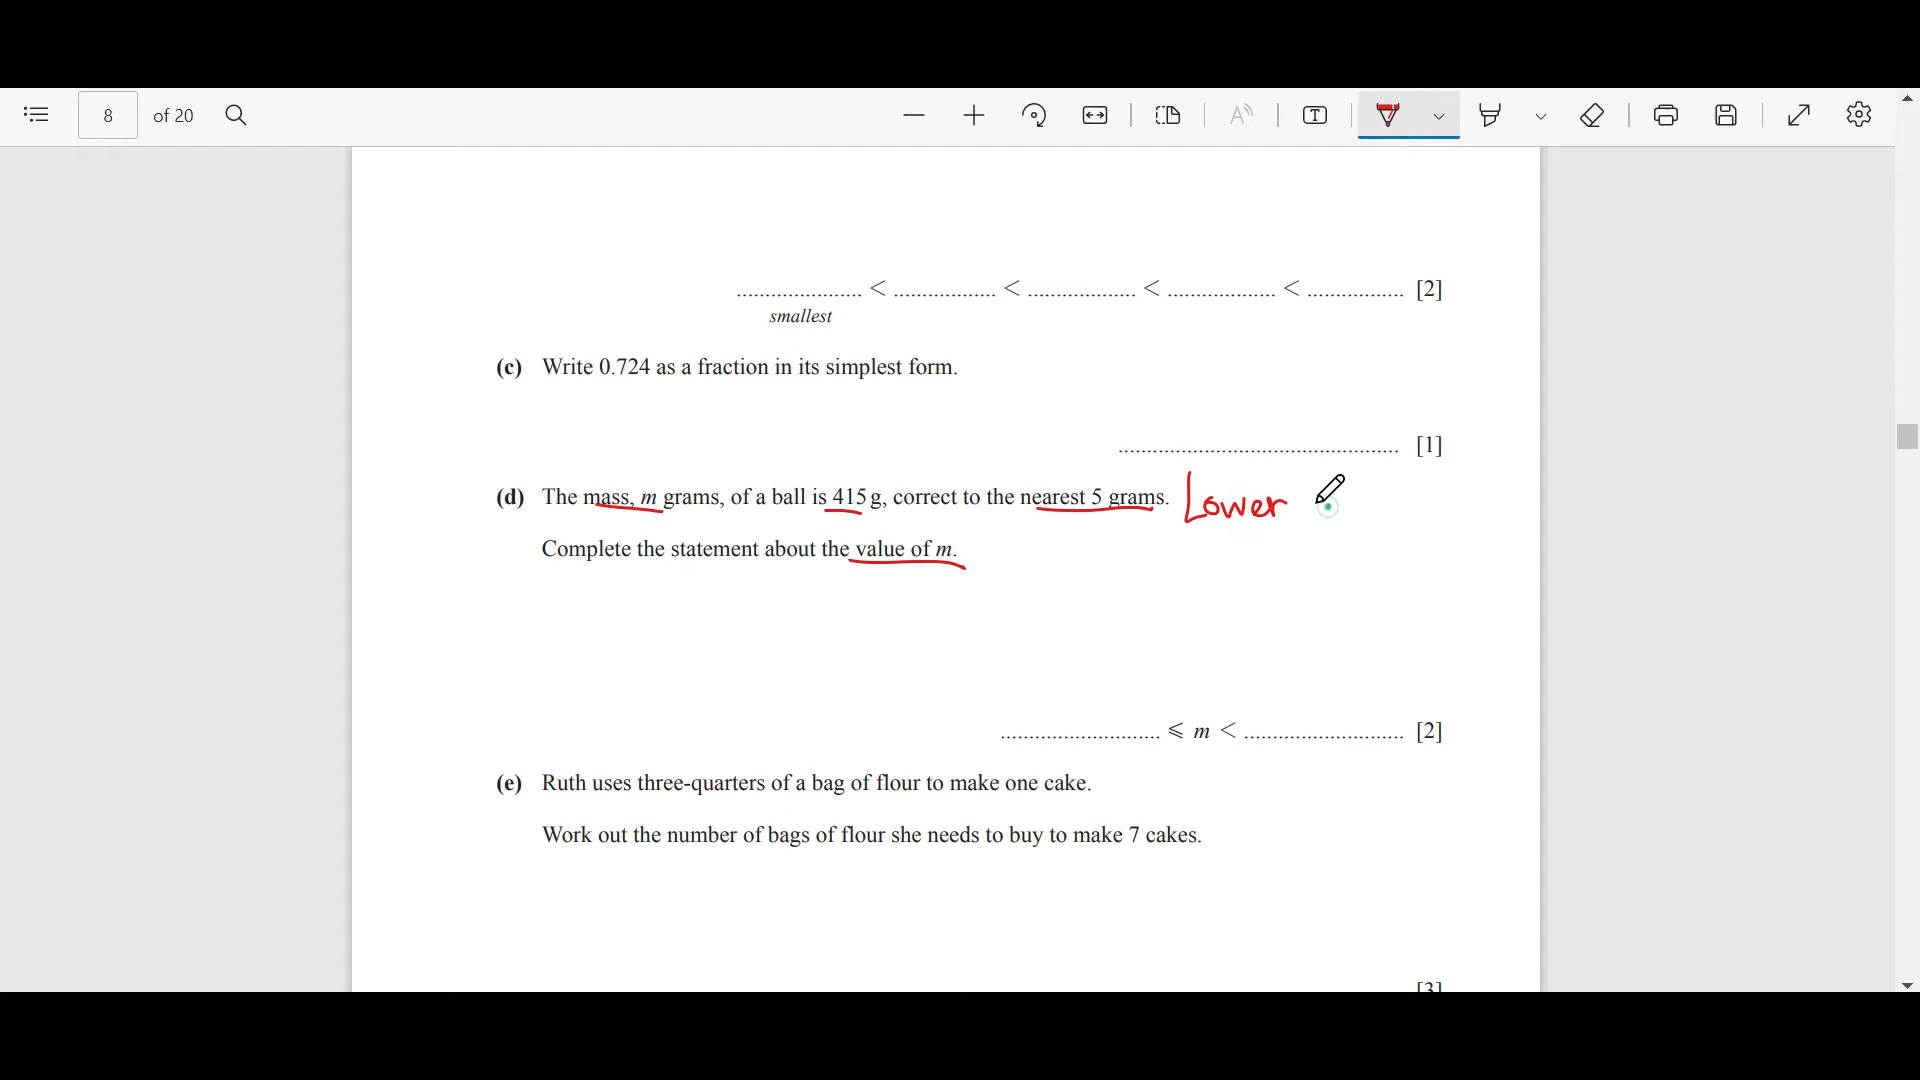 8 of 20
..................... < ................. < .................. < .................. < ................ [2]
smallest
(c) Write 0.724 as a fraction in its simplest form.
................................................ [1]
(d) The mass, m grams, of a ball is 415 g, correct to the nearest 5 grams. Lower
Complete the statement about the value of m.
........................... ⩽ m < ........................... [2]
(e) Ruth uses three-quarters of a bag of flour to make one cake.
Work out the number of bags of flour she needs to buy to make 7 cakes.
[3]